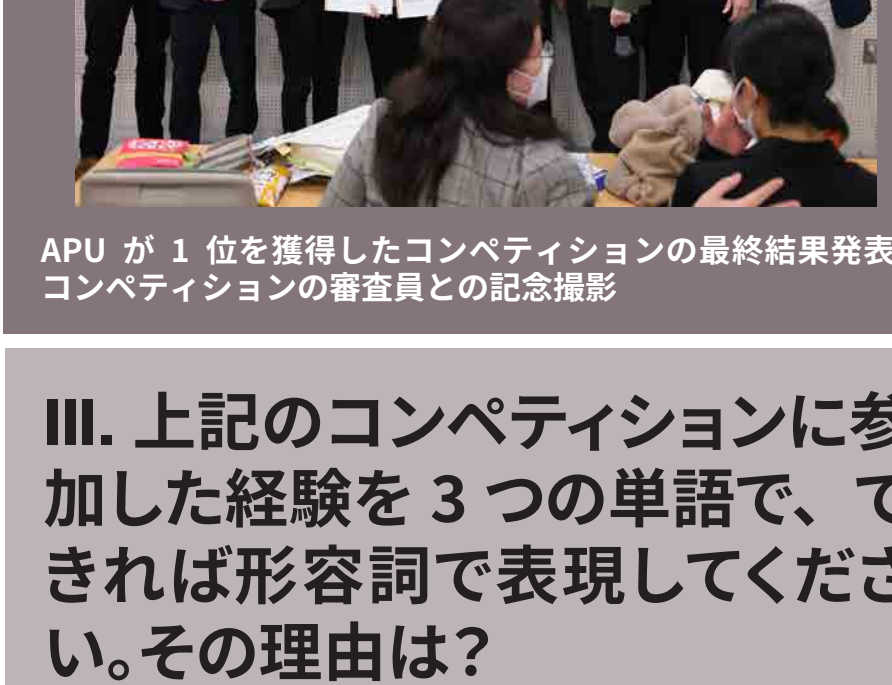 APU が 1 位を獲得したコンペティションの最終結果発表
コンペティションの審査員との記念撮影
III. 上記のコンペティションに参
加した経験を 3 つの単語で、で
きれば形容詞で表現してくださ
い。その理由は？